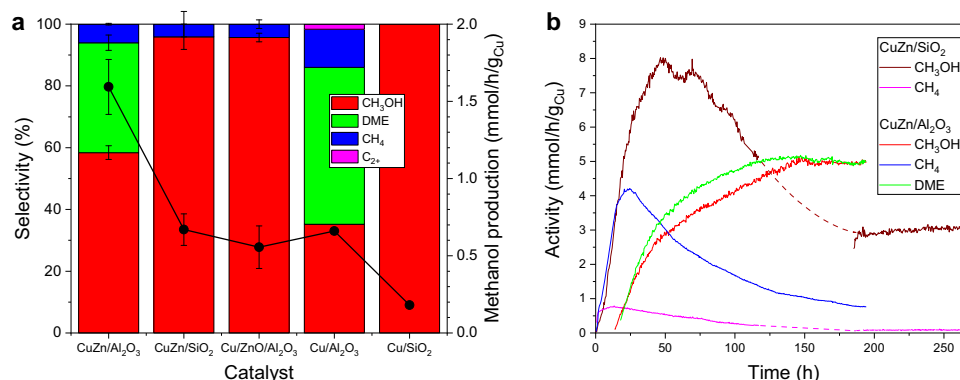 a
Selectivity (%)
100
80
60
40
20
0
CH₃OH
DME
CH₄
C₂₊
2.0
1.5
1.0
0.5
0.0
Methanol production (mmol/h/g_Cu)
CuZn/Al₂O₃
CuZn/SiO₂
Cu/ZnO/Al₂O₃
Cu/Al₂O₃
Cu/SiO₂
Catalyst
b
Activity (mmol/h/g_Cu)
9
8
7
6
5
4
3
2
1
0
CuZn/SiO₂
CH₃OH
CH₄
CuZn/Al₂O₃
CH₃OH
CH₄
DME
0
50
100
150
200
250
Time (h)